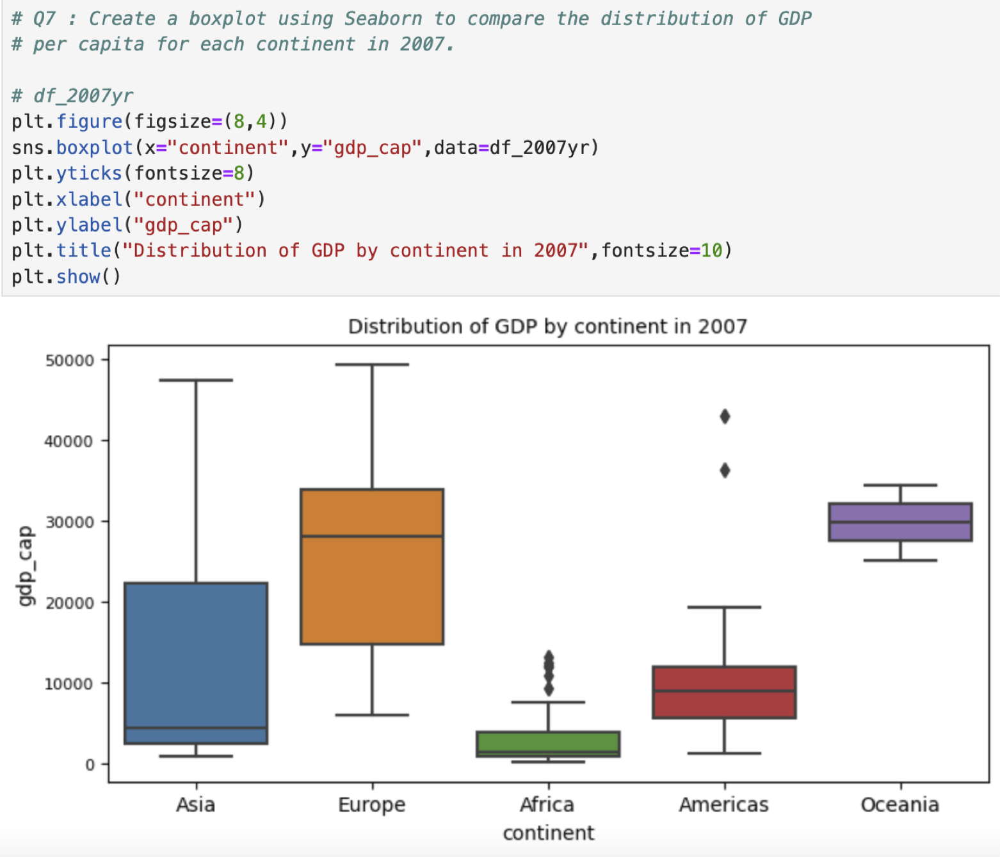 # Q7 : Create a boxplot using Seaborn to compare the distribution of GDP
# per capita for each continent in 2007.
# df_2007yr
plt.figure(figsize=(8,4))
sns.boxplot(x="continent",y="gdp_cap",data=df_2007yr)
plt.yticks(fontsize=8)
plt.xlabel("continent")
plt.ylabel("gdp_cap")
plt.title("Distribution of GDP by continent in 2007",fontsize=10)
plt.show()
Distribution of GDP by continent in 2007
50000
40000
30000
20000
10000
0
gdp_cap
Asia Europe Africa Americas Oceania
continent